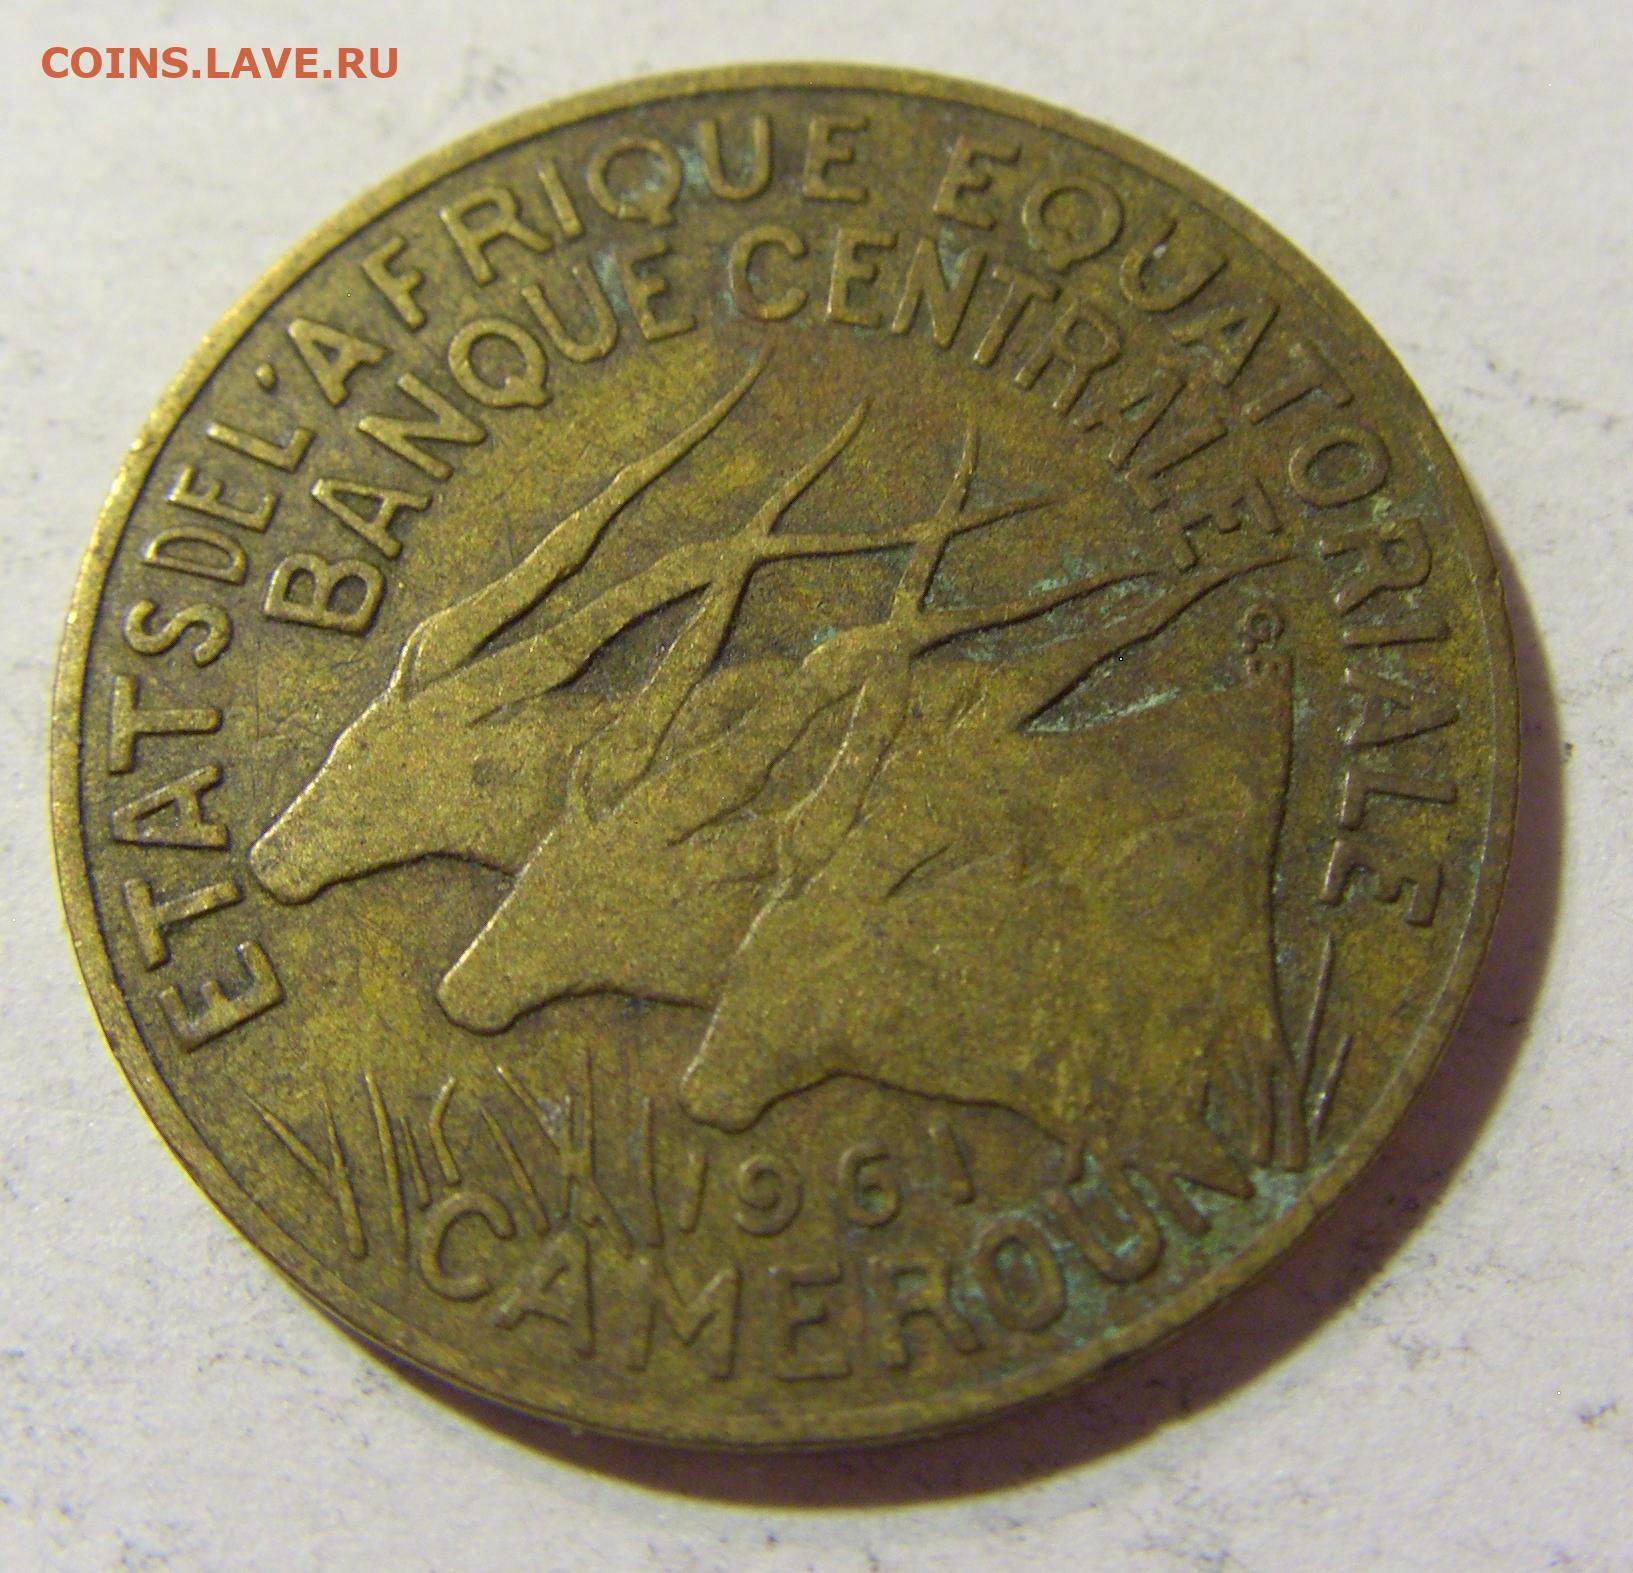 COINS.LAVE.RU
ETATS DE L'AFRIQUE EQUATORIALE
BANQUE CENTRALE
G.B
1961
CAMEROUN